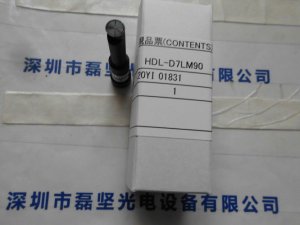 現品票(CONTENTS)
HDL-D7LM90
20YI 01831
1
深圳市磊坚光电设备有限公司
深圳市磊坚光电设备有限公司